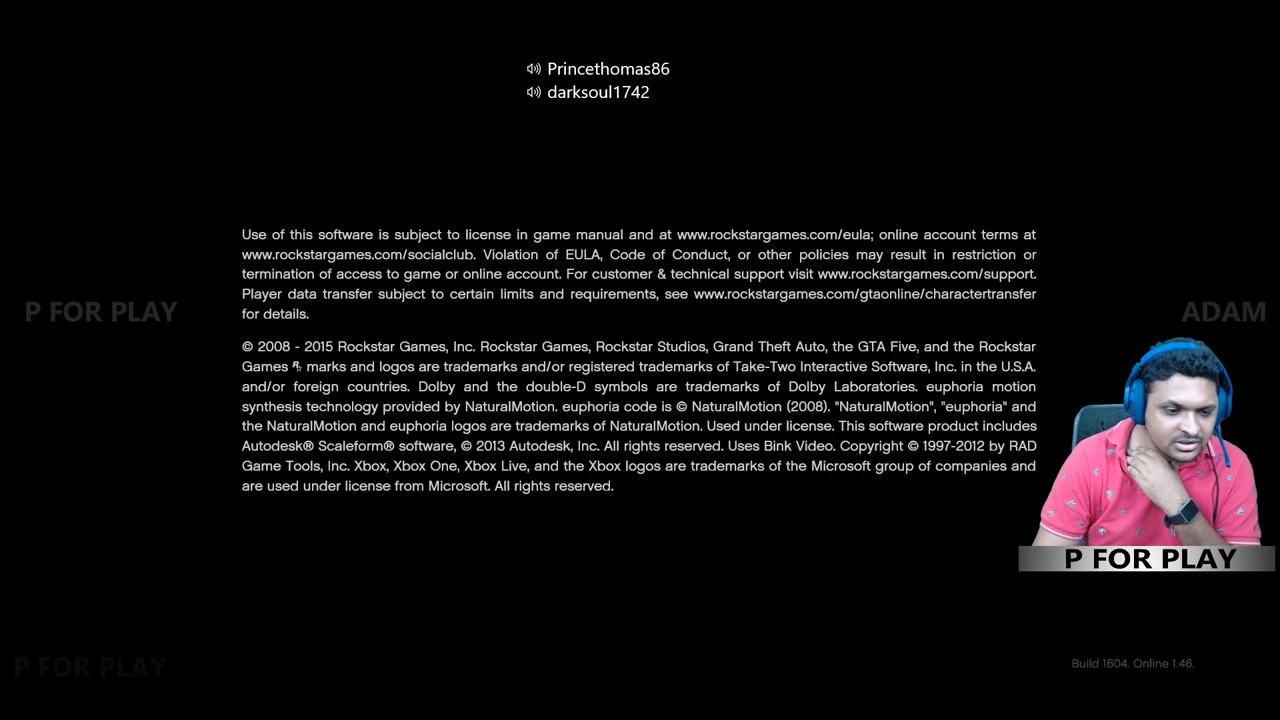 Princethomas86
darksoul1742
Use of this software is subject to license in game manual and at www.rockstargames.com/eula; online account terms at
www.rockstargames.com/socialclub. Violation of EULA, Code of Conduct, or other policies may result in restriction or
termination of access to game or online account. For customer & technical support visit www.rockstargames.com/support.
Player data transfer subject to certain limits and requirements, see www.rockstargames.com/gtaonline/charactertransfer
for details.
P FOR PLAY
ADAM
© 2008 - 2015 Rockstar Games, Inc. Rockstar Games, Rockstar Studios, Grand Theft Auto, the GTA Five, and the Rockstar
Games R* marks and logos are trademarks and/or registered trademarks of Take-Two Interactive Software, Inc. in the U.S.A.
and/or foreign countries. Dolby and the double-D symbols are trademarks of Dolby Laboratories. euphoria motion
synthesis technology provided by NaturalMotion. euphoria code is © NaturalMotion (2008). "NaturalMotion", "euphoria" and
the NaturalMotion and euphoria logos are trademarks of NaturalMotion. Used under license. This software product includes
Autodesk® Scaleform® software, © 2013 Autodesk, Inc. All rights reserved. Uses Bink Video. Copyright © 1997-2012 by RAD
Game Tools, Inc. Xbox, Xbox One, Xbox Live, and the Xbox logos are trademarks of the Microsoft group of companies and
are used under license from Microsoft. All rights reserved.
P FOR PLAY
P FOR PLAY
Build 1604. Online 1.46.